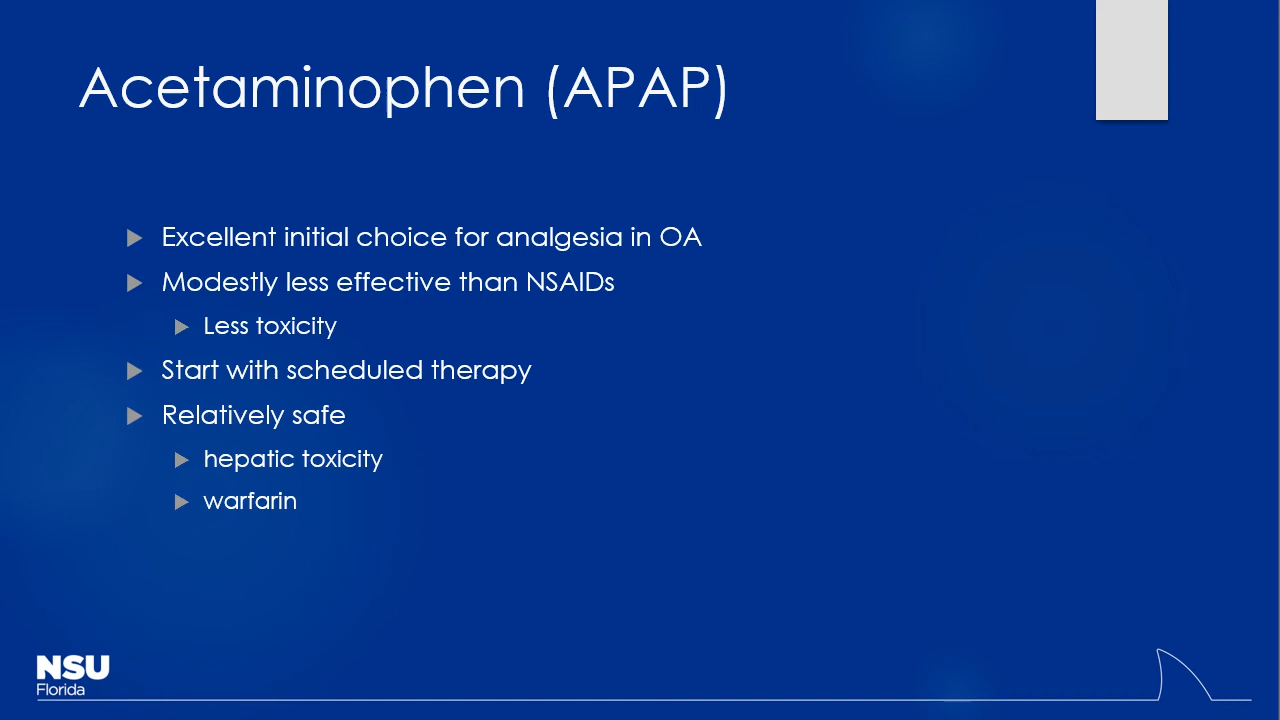 Acetaminophen (APAP)
Excellent initial choice for analgesia in OA
Modestly less effective than NSAIDs
Less toxicity
Start with scheduled therapy
Relatively safe
hepatic toxicity
warfarin
NSU
Florida